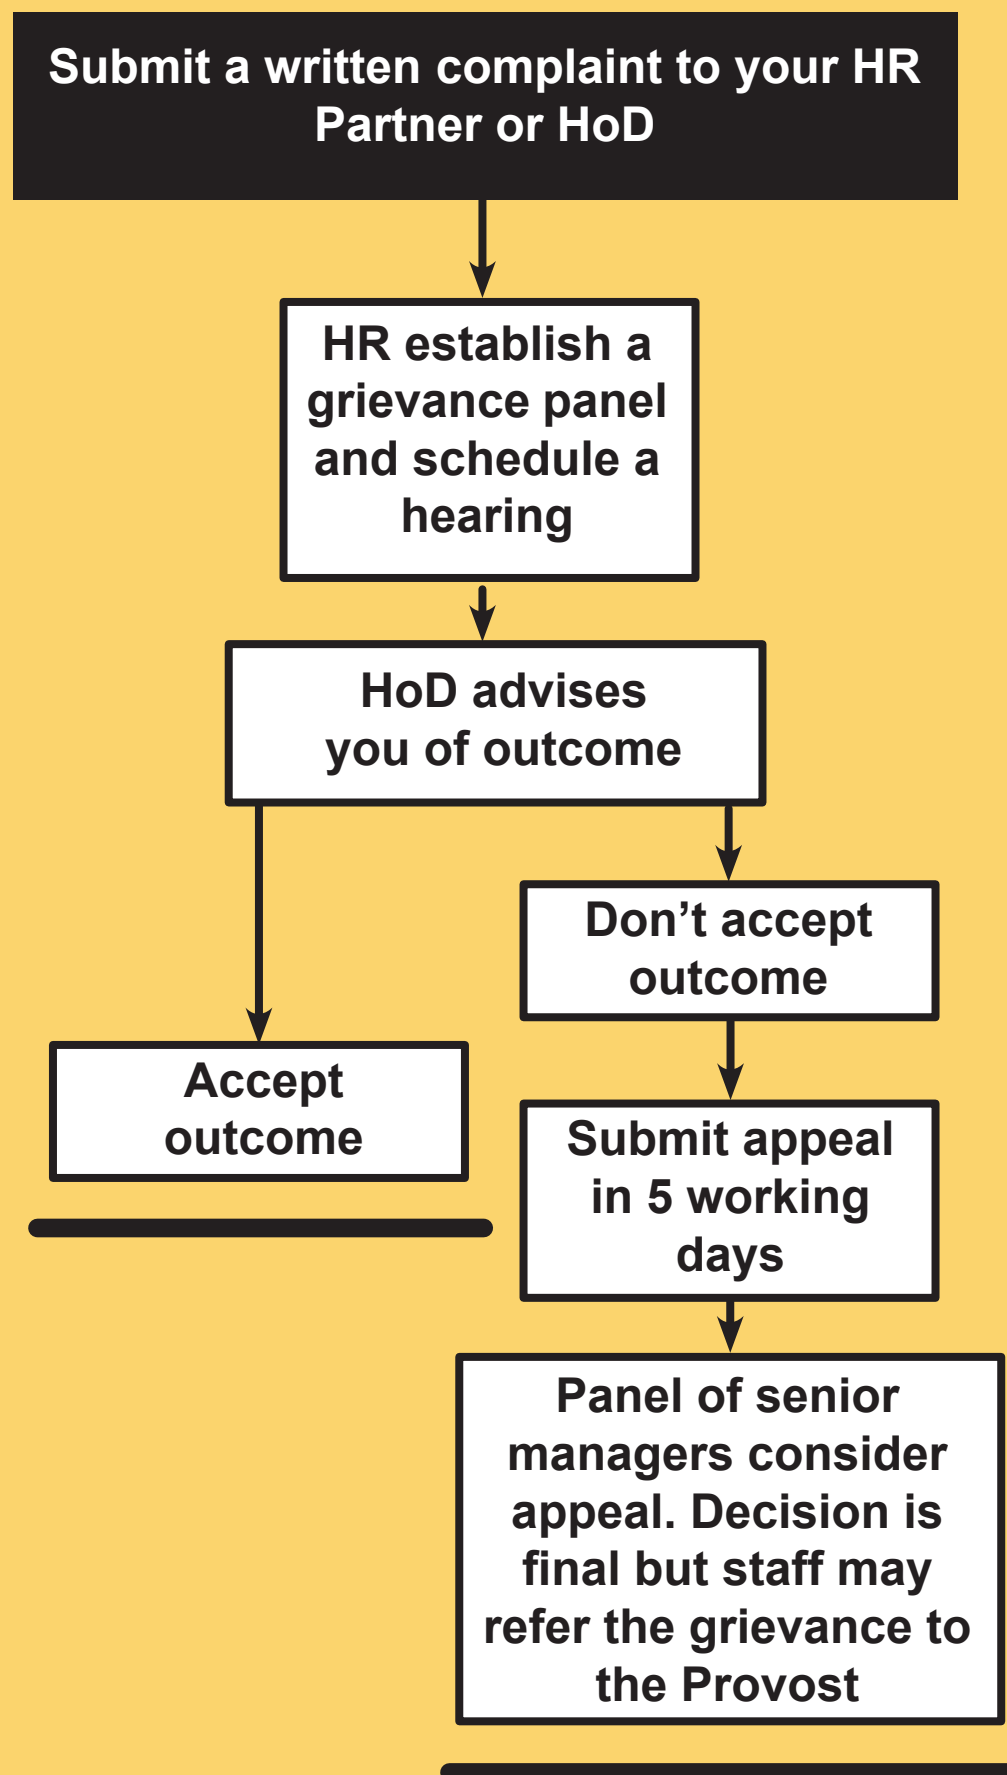 Submit a written complaint to your HR
Partner or HoD
HR establish a
grievance panel
and schedule a
hearing
HoD advises
you of outcome
Don’t accept
outcome
Accept
outcome
Submit appeal
in 5 working
days
Panel of senior
managers consider
appeal. Decision is
final but staff may
refer the grievance to
the Provost